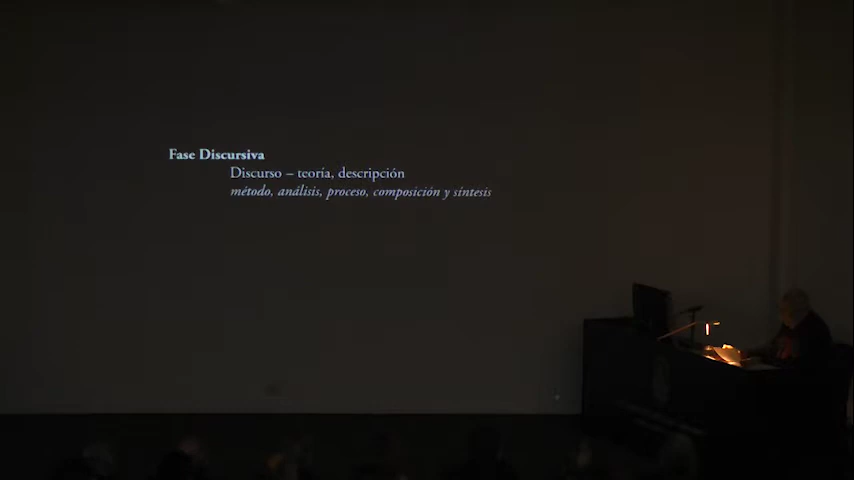 Fase Discursiva
Discurso – teoría, descripción
método, análisis, proceso, composición y síntesis